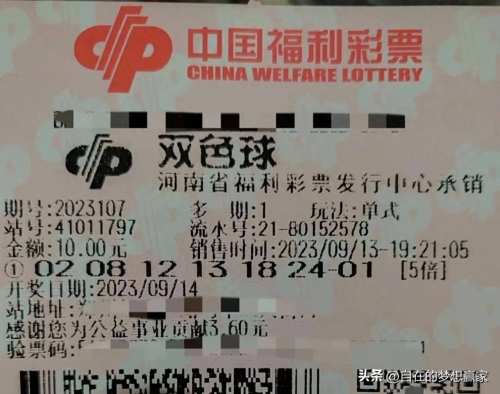 中国福利彩票
CHINA WELFARE LOTTERY
双色球
河南省福利彩票发行中心承销
期号:2023107 多期:1 玩法:单式
站号:41011797 流水号:21-80152578
金额:10.00元 销售时间:2023/09/13-19:21:05
① 02 08 12 13 18 24-01 [5倍]
开奖日期:2023/09/14
站地址:
感谢您为公益事业贡献3.60元
验票码:
头条 @自在的梦想赢家